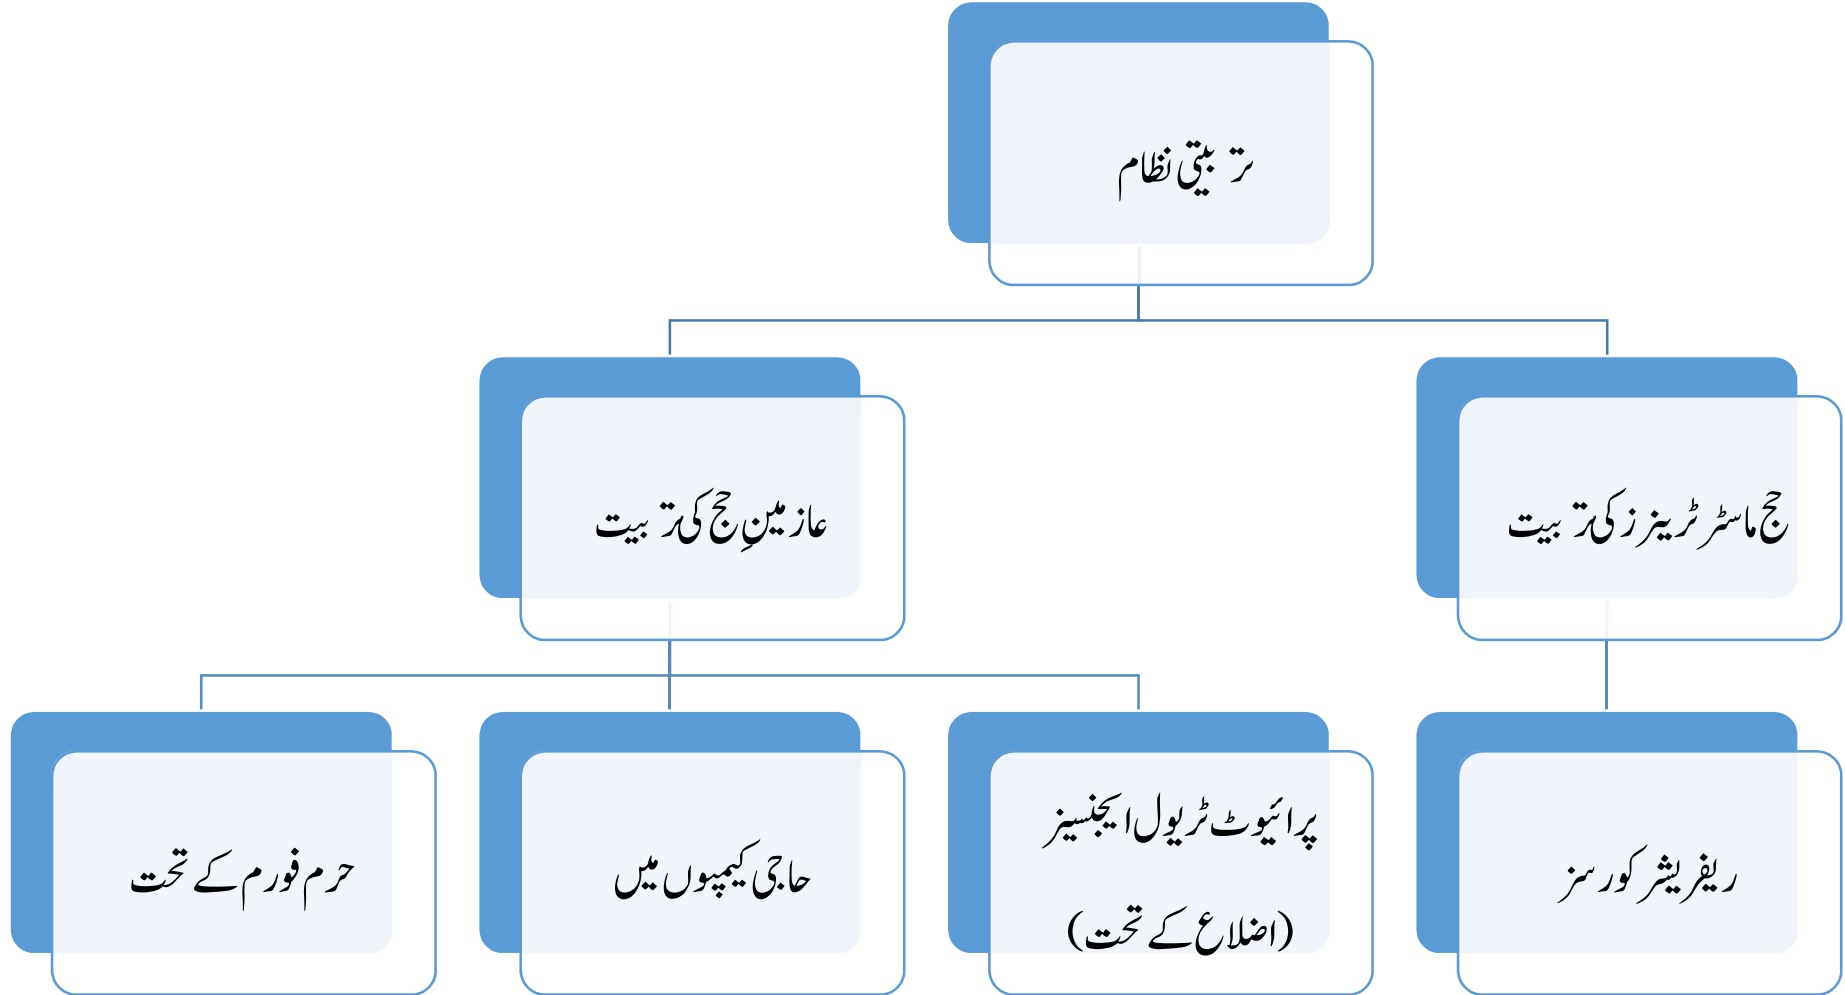 تربیتی نظام
حج ماسٹر ٹرینرز کی تربیت
عازمینِ حج کی تربیت
ریفریشر کورسز
پرائیوٹ ٹریول ایجنسیز
(اضلاع کے تحت)
حاجی کیمپوں میں
حرم فورم کے تحت